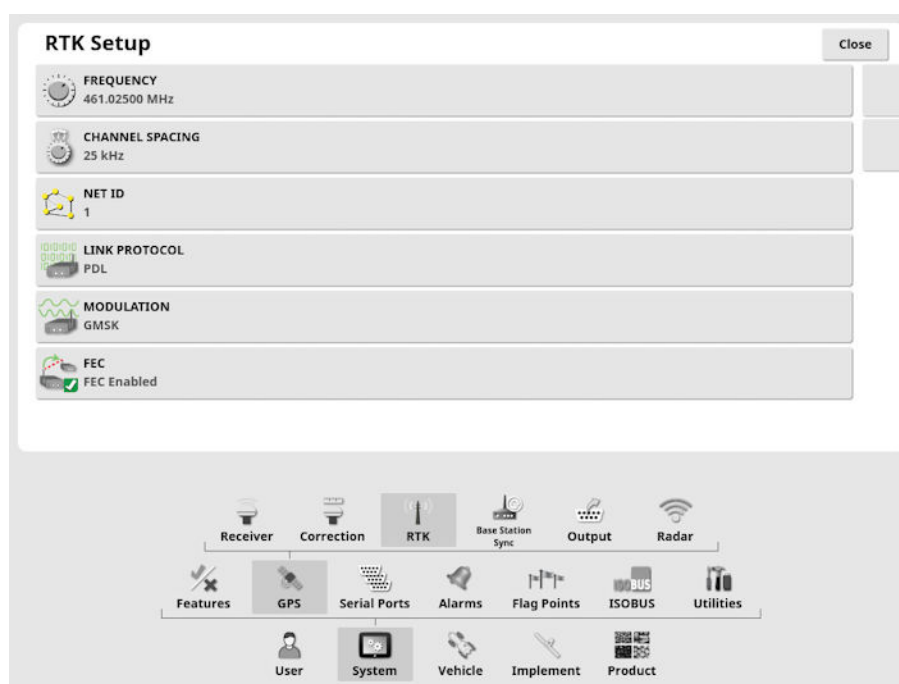 RTK Setup
Close
FREQUENCY
461.02500 MHz
CHANNEL SPACING
25 kHz
NET ID
1
LINK PROTOCOL
PDL
MODULATION
GMSK
FEC
FEC Enabled
Receiver
Correction
RTK
Base Station
Sync
Output
Radar
Features
GPS
Serial Ports
Alarms
Flag Points
ISOBUS
Utilities
User
System
Vehicle
Implement
Product